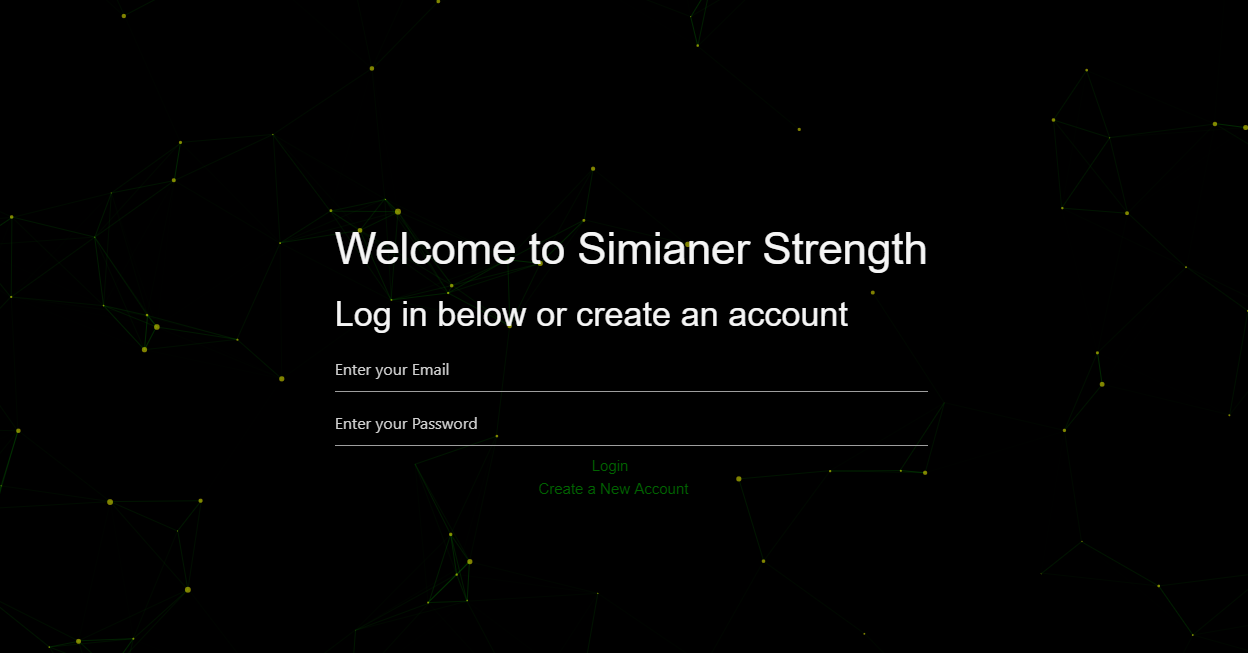 Welcome to Simianer Strength
Log in below or create an account
Enter your Email
Enter your Password
Login
Create a New Account